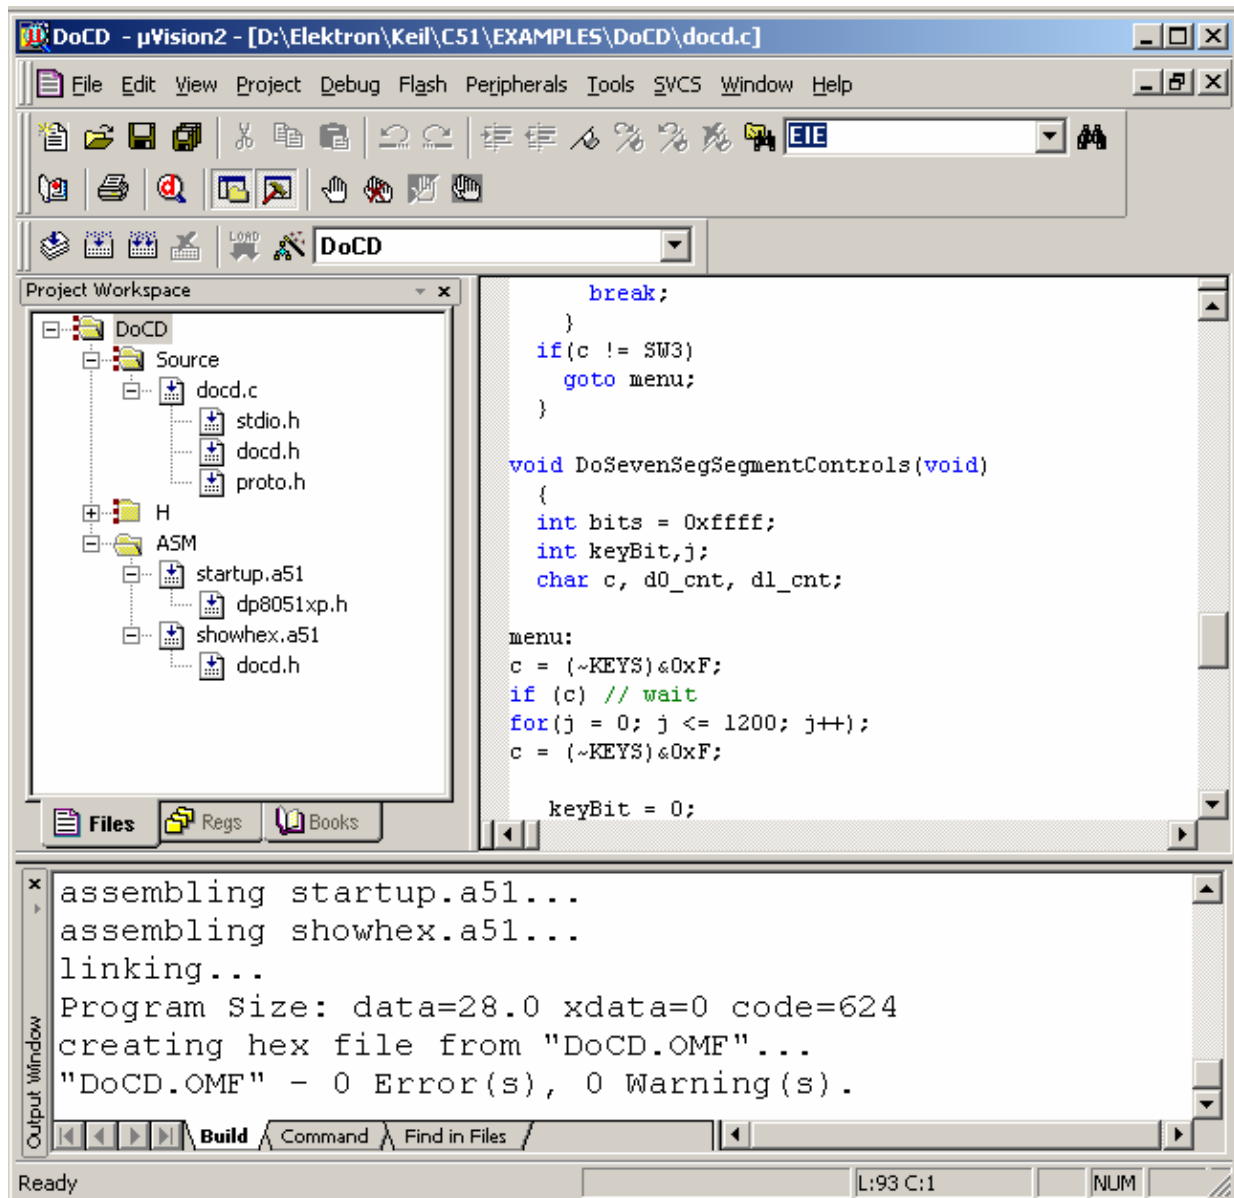 DoCD - µVision2 - [D:\Elektron\Keil\C51\EXAMPLES\DoCD\docd.c]
File Edit View Project Debug Flash Peripherals Tools SVCS Window Help
EIE
LOAD
DoCD
Project Workspace
DoCD
Source
docd.c
stdio.h
docd.h
proto.h
H
ASM
startup.a51
dp8051xp.h
showhex.a51
docd.h
Files Regs Books
break;
}
if(c != SW3)
goto menu;
}
void DoSevenSegSegmentControls(void)
{
int bits = 0xffff;
int keyBit,j;
char c, d0_cnt, d1_cnt;
menu:
c = (~KEYS)&0xF;
if (c) // wait
for(j = 0; j <= 1200; j++);
c = (~KEYS)&0xF;
keyBit = 0;
Output Window
assembling startup.a51...
assembling showhex.a51...
linking...
Program Size: data=28.0 xdata=0 code=624
creating hex file from "DoCD.OMF"...
"DoCD.OMF" - 0 Error(s), 0 Warning(s).
Build Command Find in Files
Ready L:93 C:1 NUM